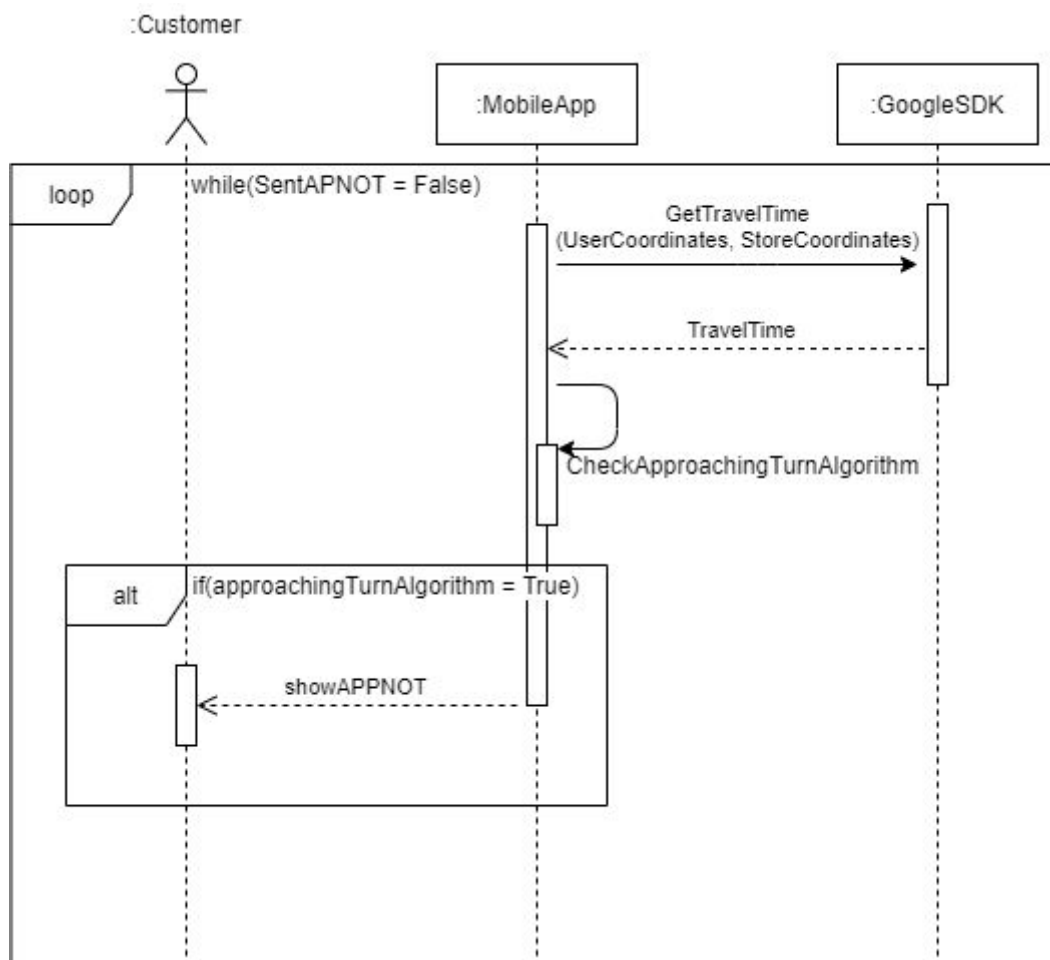 :Customer
:MobileApp
:GoogleSDK
loop
while(SentAPNOT = False)
GetTravelTime
(UserCoordinates, StoreCoordinates)
TravelTime
CheckApproachingTurnAlgorithm
alt
if(approachingTurnAlgorithm = True)
showAPPNOT